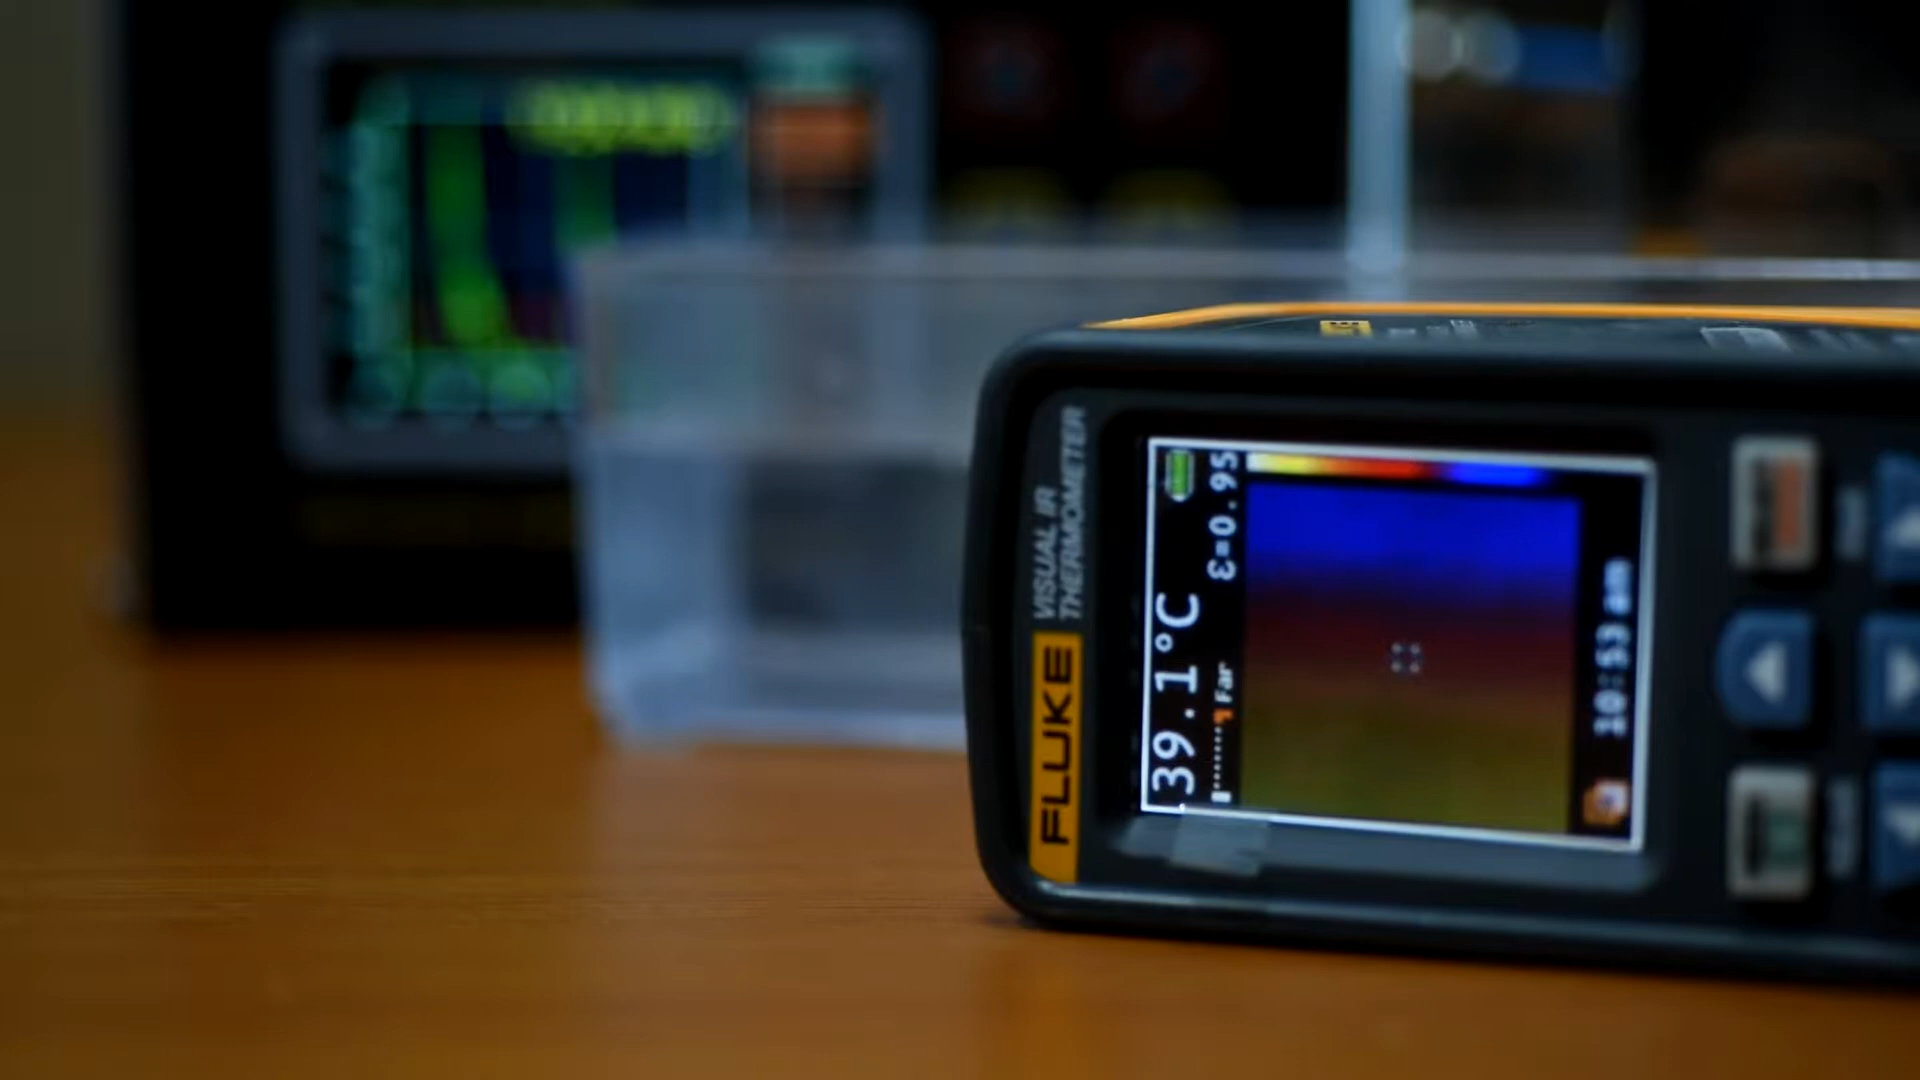 FLUKE
VISUAL IR
THERMOMETER
39.1°C
ε=0.95
Far
10:53 am